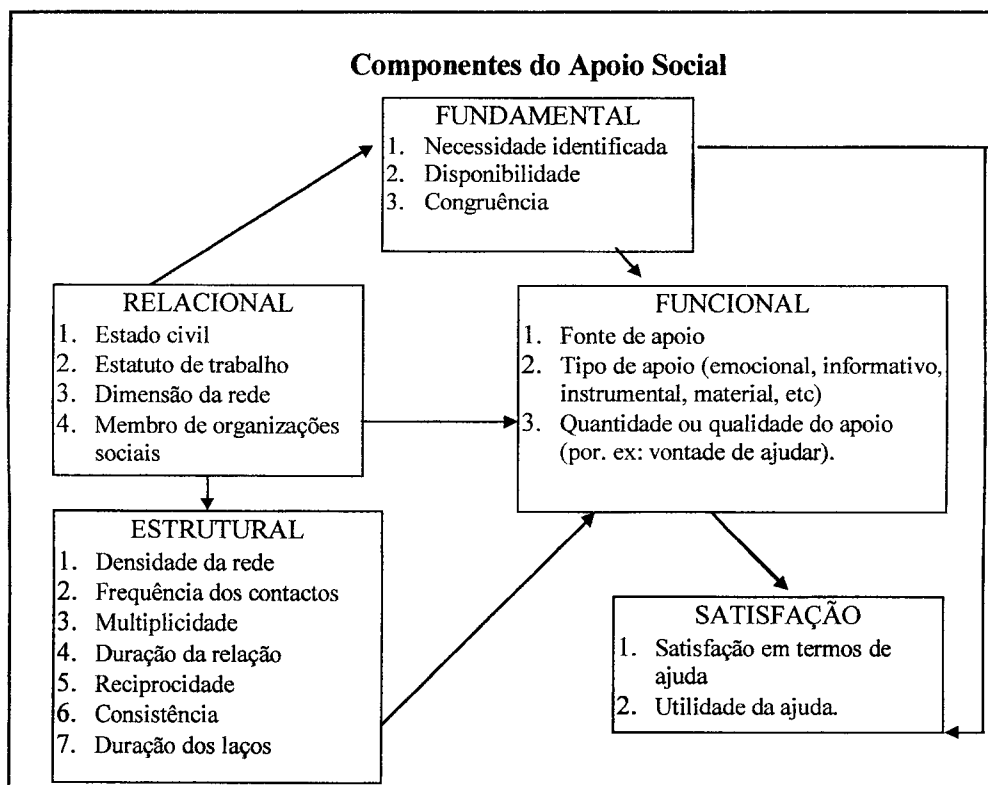 Componentes do Apoio Social
FUNDAMENTAL
1. Necessidade identificada
2. Disponibilidade
3. Congruência
RELACIONAL
1. Estado civil
2. Estatuto de trabalho
3. Dimensão da rede
4. Membro de organizações
sociais
FUNCIONAL
1. Fonte de apoio
2. Tipo de apoio (emocional, informativo,
instrumental, material, etc)
3. Quantidade ou qualidade do apoio
(por. ex: vontade de ajudar).
ESTRUTURAL
1. Densidade da rede
2. Frequência dos contactos
3. Multiplicidade
4. Duração da relação
5. Reciprocidade
6. Consistência
7. Duração dos laços
SATISFAÇÃO
1. Satisfação em termos de
ajuda
2. Utilidade da ajuda.